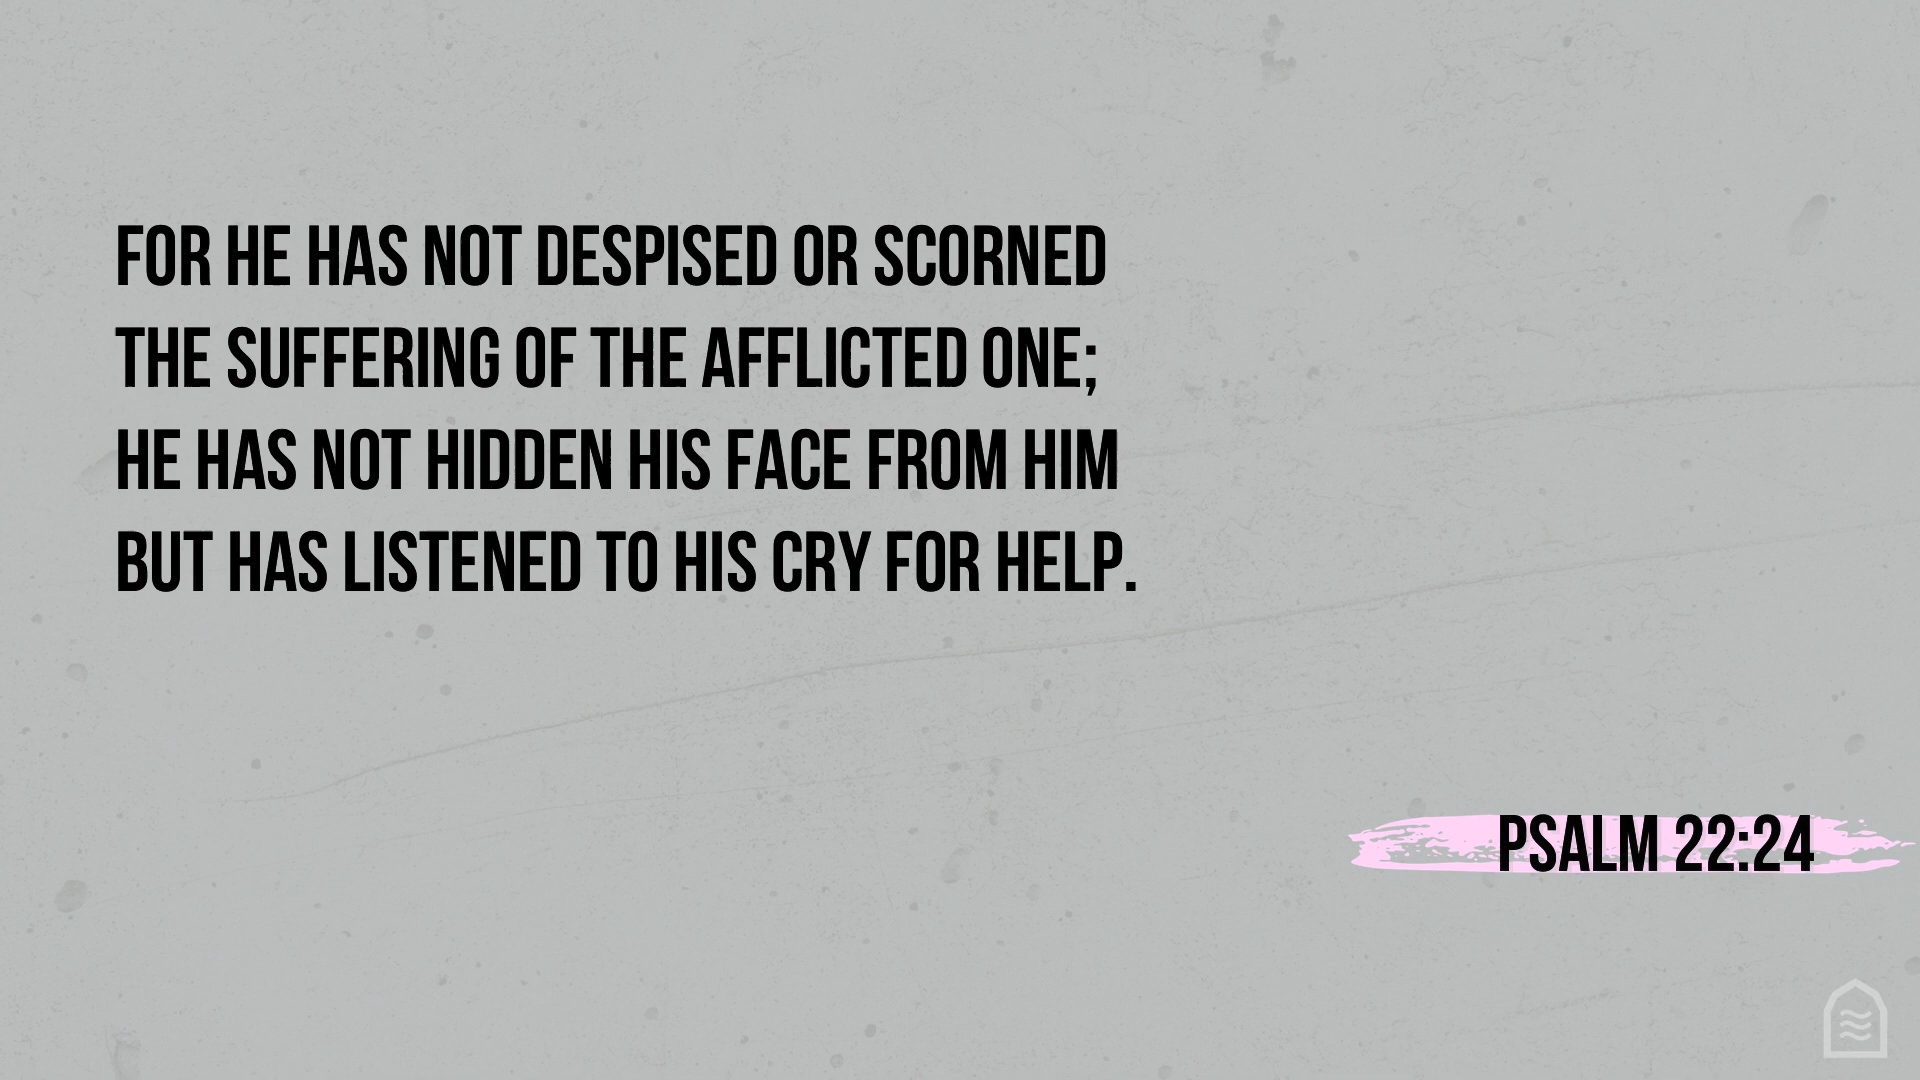 FOR HE HAS NOT DESPISED OR SCORNED
THE SUFFERING OF THE AFFLICTED ONE;
HE HAS NOT HIDDEN HIS FACE FROM HIM
BUT HAS LISTENED TO HIS CRY FOR HELP.
PSALM 22:24